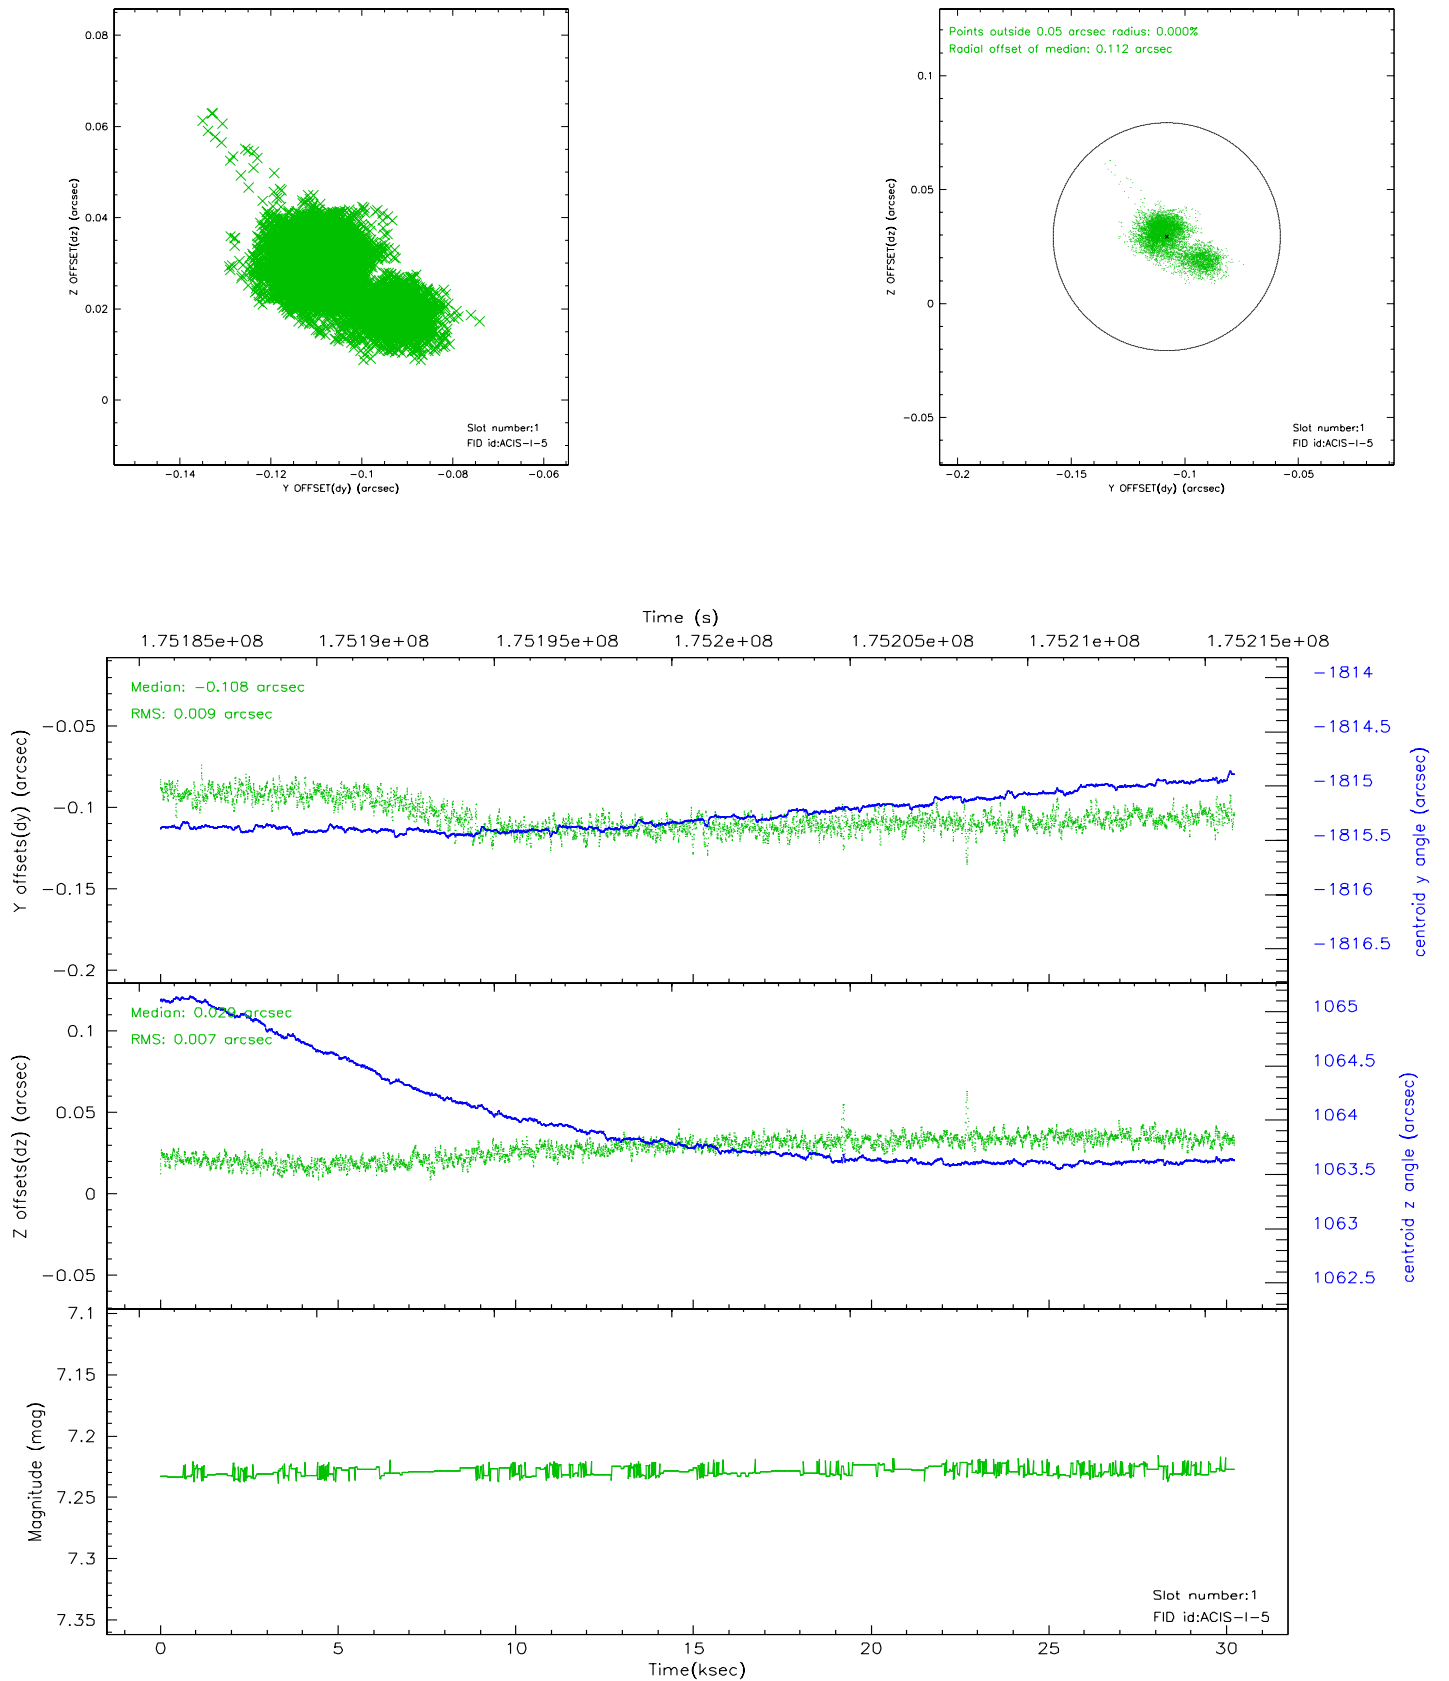 0.08
0.06
0.04
0.02
0
Z OFFSET(dz) (arcsec)
Slot number:1
FID id:ACIS-I-5
-0.14 -0.12 -0.1 -0.08 -0.06
Y OFFSET(dy) (arcsec)
Points outside 0.05 arcsec radius: 0.000%
Radial offset of median: 0.112 arcsec
0.1
0.05
0
-0.05
Z OFFSET(dz) (arcsec)
Slot number:1
FID id:ACIS-I-5
-0.2 -0.15 -0.1 -0.05
Y OFFSET(dy) (arcsec)
Time (s)
1.75185e+08 1.7519e+08 1.75195e+08 1.752e+08 1.75205e+08 1.7521e+08 1.75215e+08
Median: -0.108 arcsec
RMS: 0.009 arcsec
-0.05
-0.1
-0.15
-0.2
Y offsets(dy) (arcsec)
-1814
-1814.5
-1815
-1815.5
-1816
-1816.5
centroid y angle (arcsec)
Median: 0.029 arcsec
RMS: 0.007 arcsec
0.1
0.05
0
-0.05
Z offsets(dz) (arcsec)
1065
1064.5
1064
1063.5
1063
1062.5
centroid z angle (arcsec)
7.1
7.15
7.2
7.25
7.3
7.35
Magnitude (mag)
Slot number:1
FID id:ACIS-I-5
0 5 10 15 20 25 30
Time(ksec)